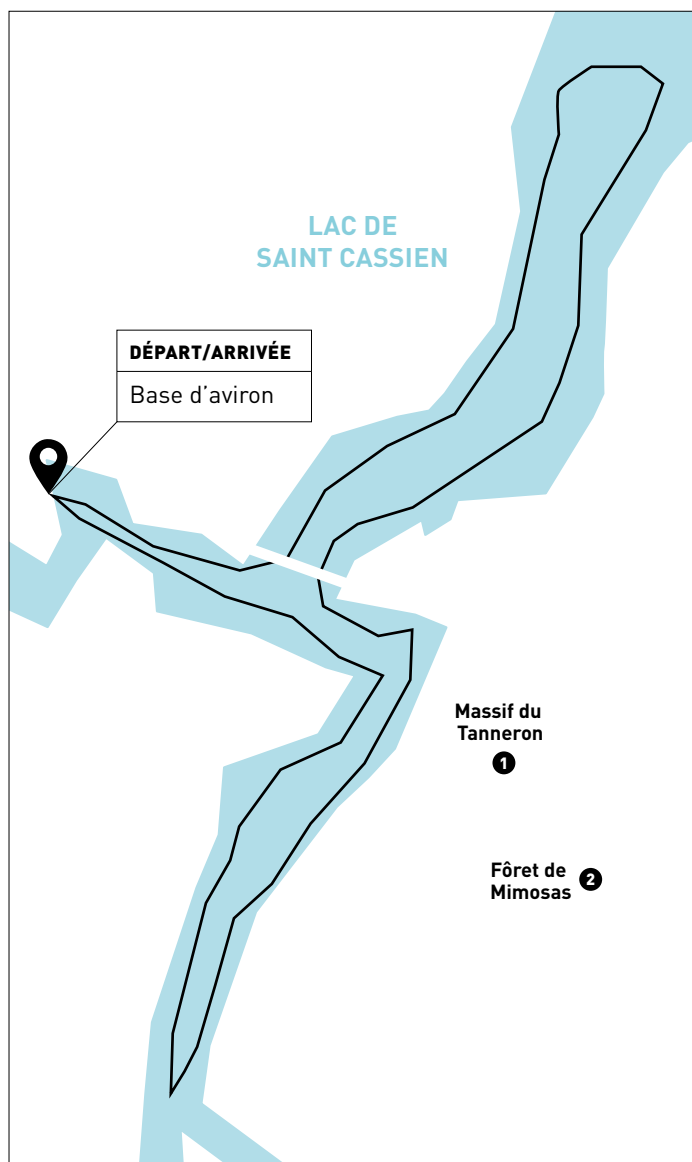 LAC DE
SAINT CASSIEN
DÉPART/ARRIVÉE
Base d'aviron
Massif du
Tanneron
1
Fôret de
Mimosas
2